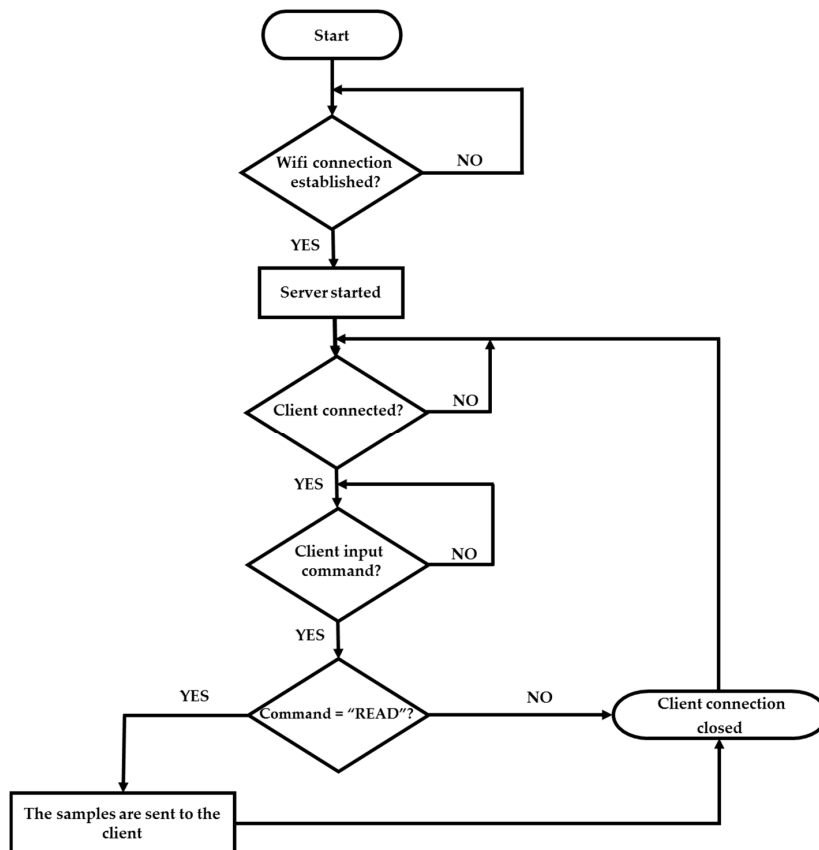 Start
Wifi connection
established?
NO
YES
Server started
Client connected?
NO
YES
Client input
command?
NO
YES
YES
Command = “READ”?
NO
Client connection
closed
The samples are sent to the
client